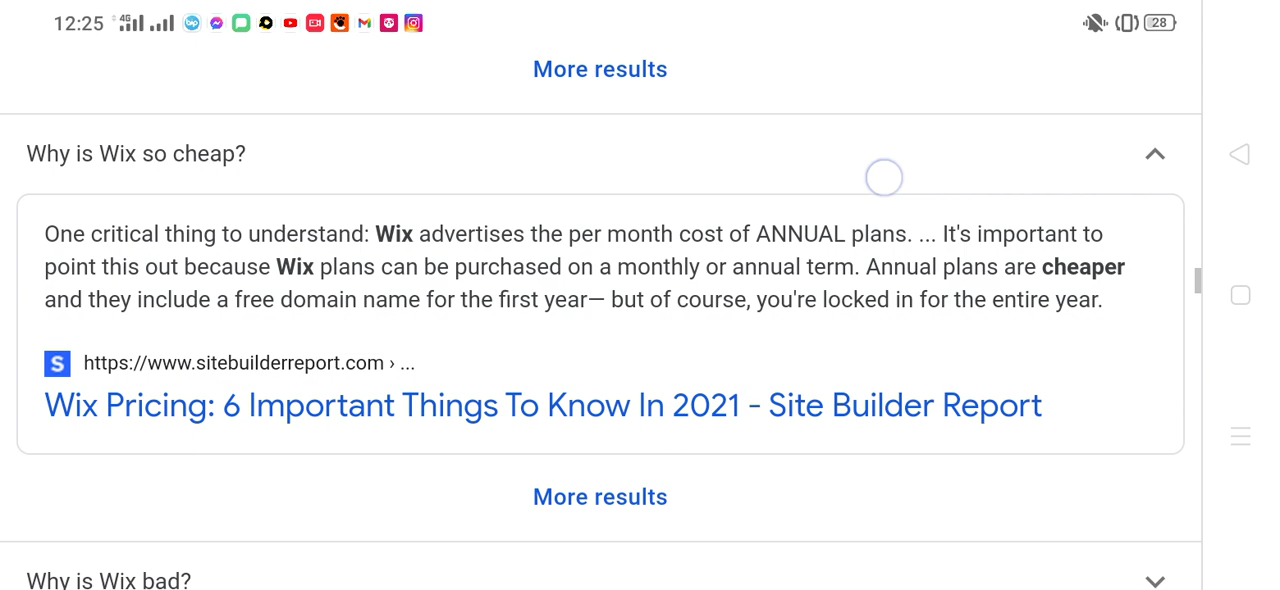 12:25 4G 28
More results
Why is Wix so cheap?
One critical thing to understand: Wix advertises the per month cost of ANNUAL plans. ... It's important to
point this out because Wix plans can be purchased on a monthly or annual term. Annual plans are cheaper
and they include a free domain name for the first year— but of course, you're locked in for the entire year.
S https://www.sitebuilderreport.com › ...
Wix Pricing: 6 Important Things To Know In 2021 - Site Builder Report
More results
Why is Wix bad?